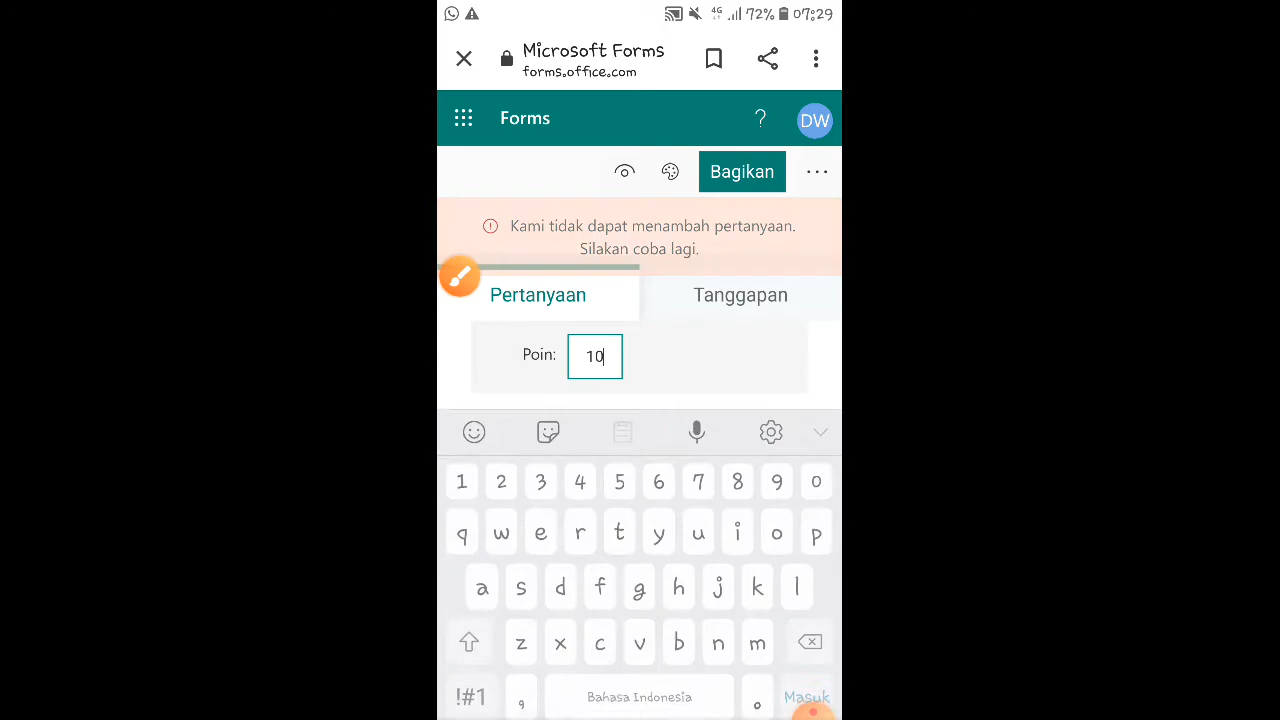 4G 72% 07:29
Microsoft Forms
forms.office.com
Forms ? DW
Bagikan
Kami tidak dapat menambah pertanyaan.
Silakan coba lagi.
Pertanyaan Tanggapan
Poin: 10
1 2 3 4 5 6 7 8 9 0
q w e r t y u i o p
a s d f g h j k l
z x c v b n m
!#1 , Bahasa Indonesia . Masuk